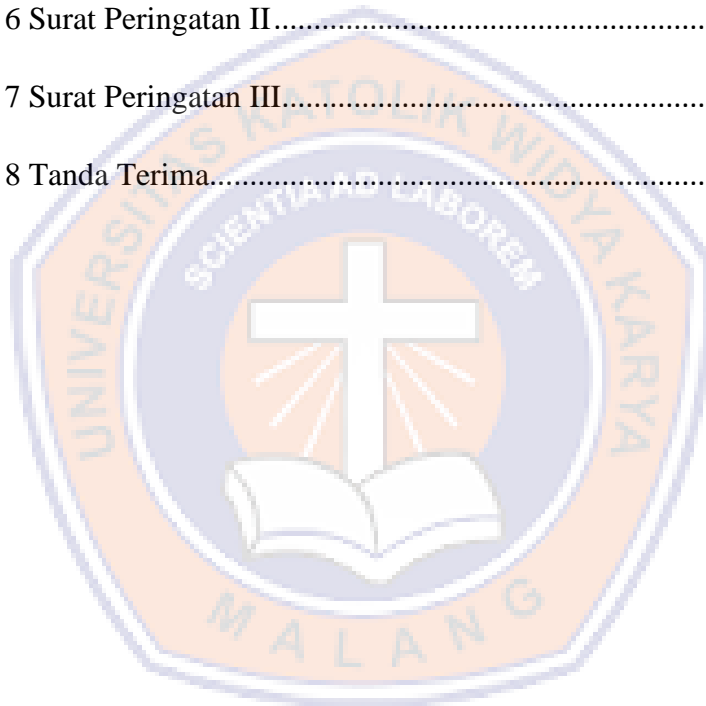 6 Surat Peringatan II.......................................................
7 Surat Peringatan III......................................................
8 Tanda Terima...............................................................
UNIVERSITAS KATOLIK WIDYA KARYA
SCIENTIA AD LABOREM
MALANG